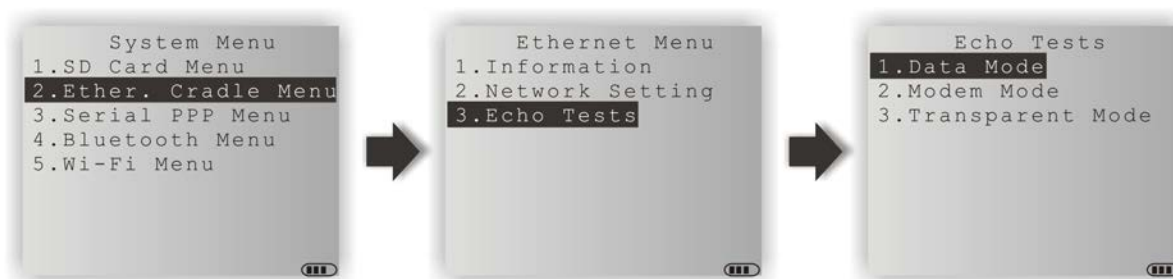 System Menu
1.SD Card Menu
2.Ether. Cradle Menu
3.Serial PPP Menu
4.Bluetooth Menu
5.Wi-Fi Menu
Ethernet Menu
1.Information
2.Network Setting
3.Echo Tests
Echo Tests
1.Data Mode
2.Modem Mode
3.Transparent Mode